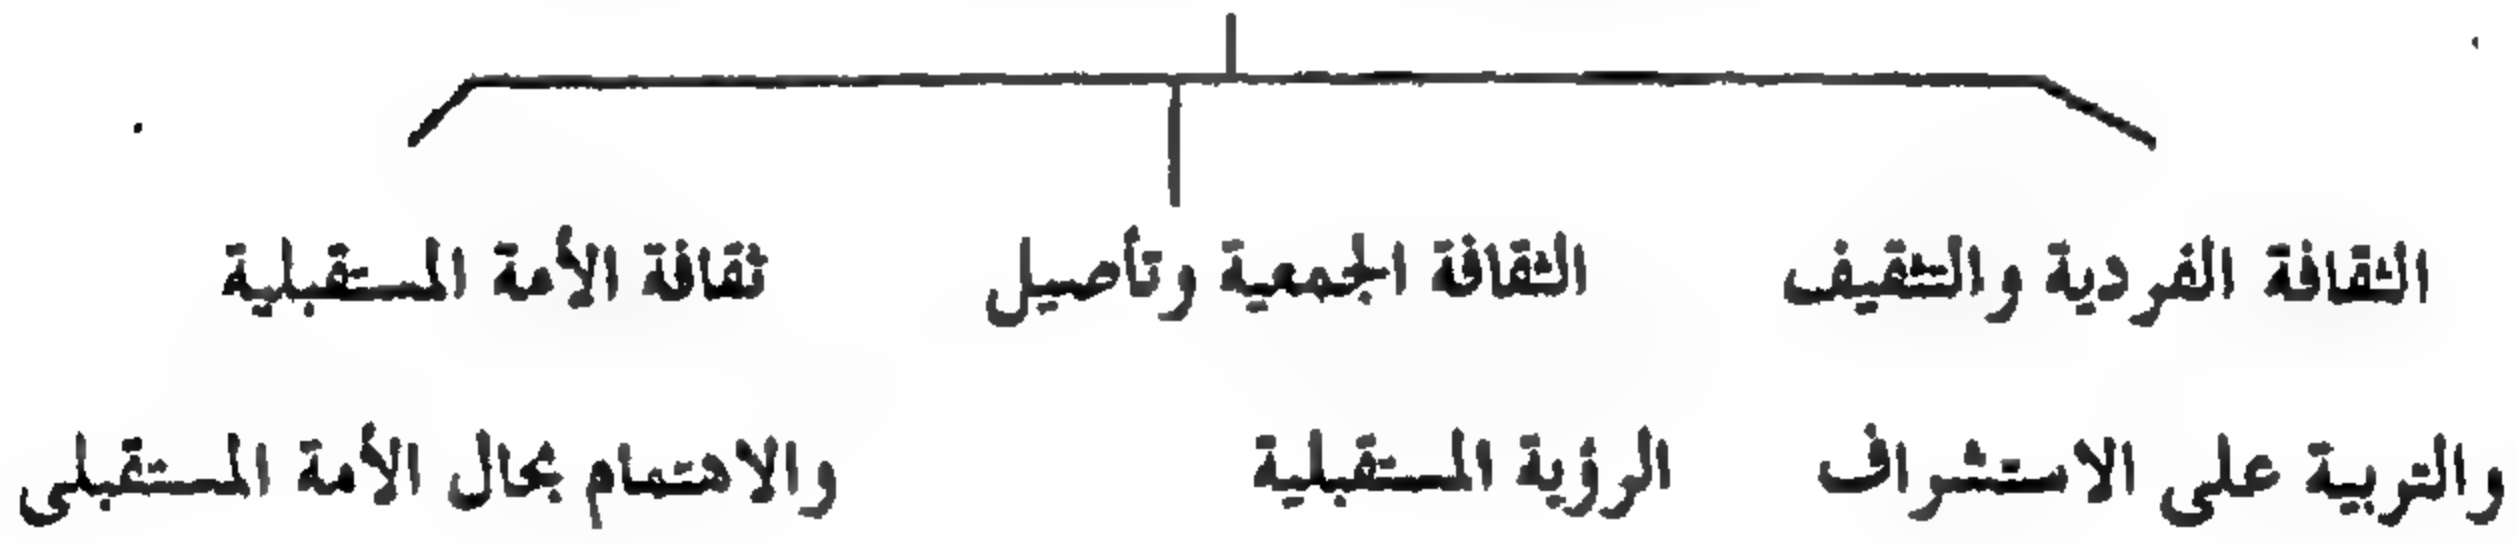 الثقافة الفردية والتثقيف
والتربية على الاستشراف
الثقافة الجمعية وتأصيل
الرؤية المستقبلية
ثقافة الأمة المستقبلية
والاهتمام بحال الأمة المستقبلى